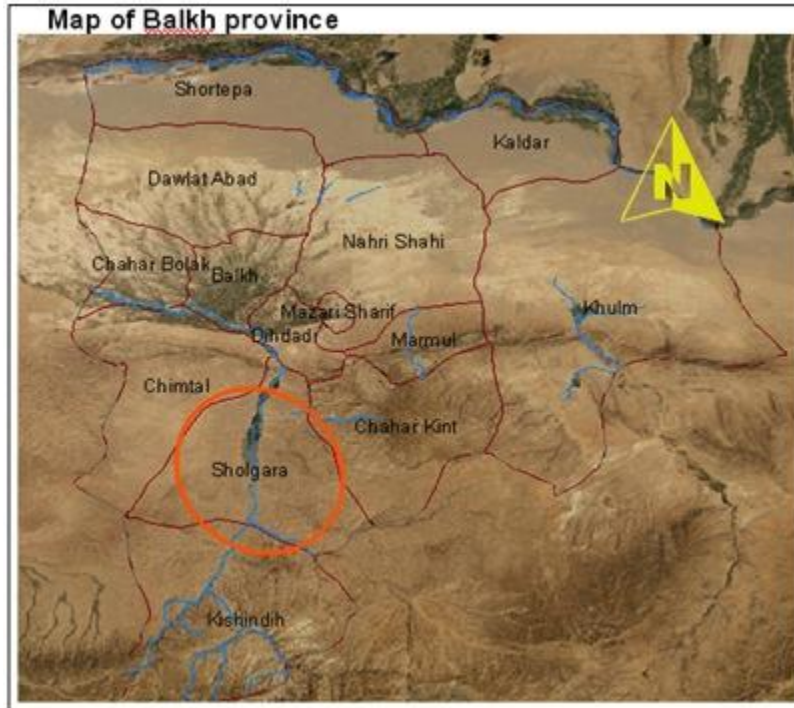 Map of Balkh province
Shortepa
Kaldar
N
Dawlat Abad
Nahri Shahi
Chahar Bolak
Balkh
Mazari Sharif
Khulm
Dihdadi
Marmul
Chimtal
Chahar Kint
Sholgara
Kishindih